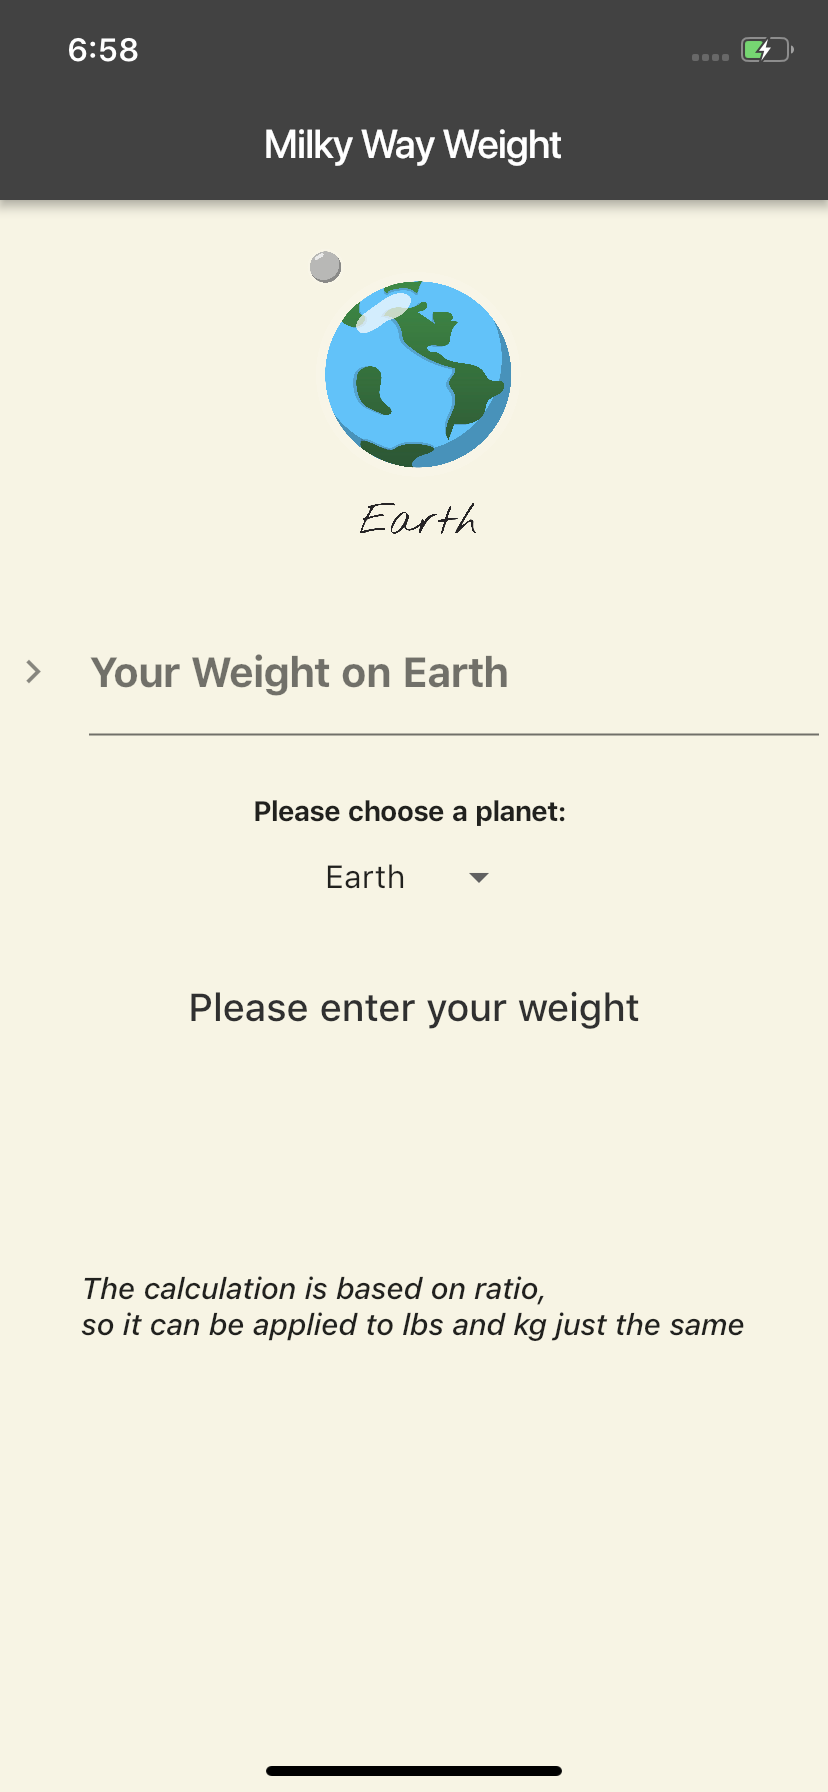 6:58
Milky Way Weight
Earth
Your Weight on Earth
Please choose a planet:
Earth
Please enter your weight
The calculation is based on ratio,
so it can be applied to lbs and kg just the same